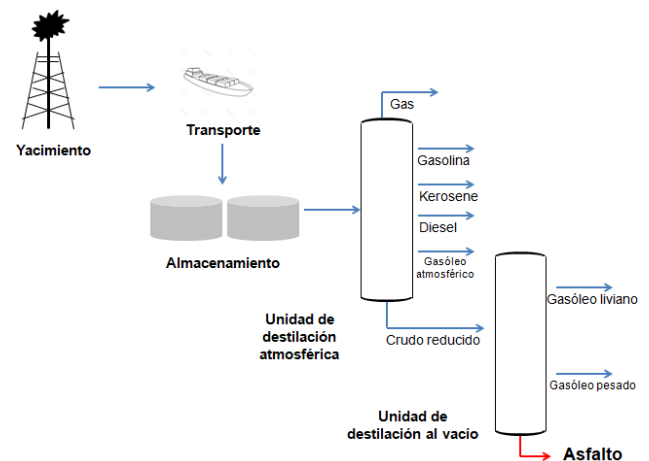 Yacimiento
Transporte
Almacenamiento
Gas
Gasolina
Kerosene
Diesel
Gasóleo
atmosférico
Unidad de
destilación
atmosférica
Crudo reducido
Gasóleo liviano
Gasóleo pesado
Unidad de
destilación al vacío
Asfalto